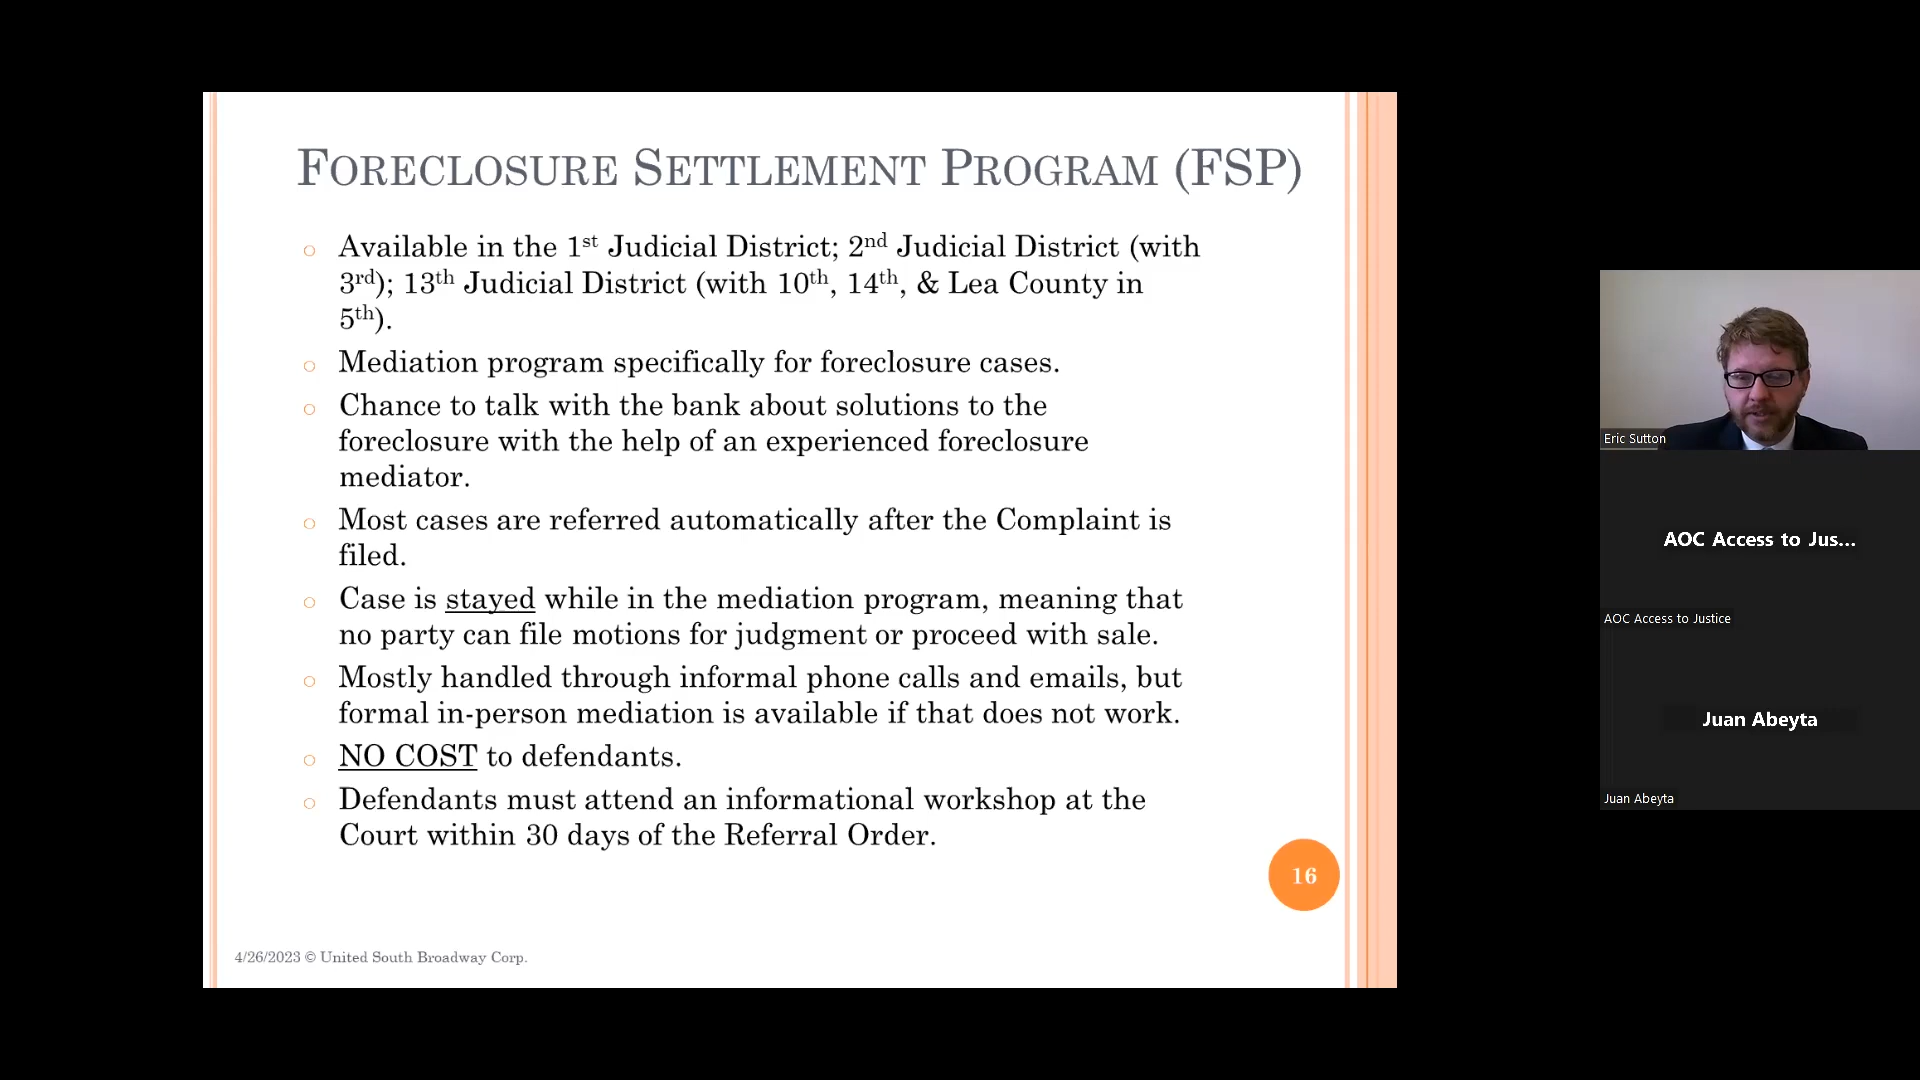 FORECLOSURE SETTLEMENT PROGRAM (FSP)
Available in the 1st Judicial District; 2nd Judicial District (with
3rd); 13th Judicial District (with 10th, 14th, & Lea County in
5th).
Mediation program specifically for foreclosure cases.
Chance to talk with the bank about solutions to the
foreclosure with the help of an experienced foreclosure
mediator.
Most cases are referred automatically after the Complaint is
filed.
Case is stayed while in the mediation program, meaning that
no party can file motions for judgment or proceed with sale.
Mostly handled through informal phone calls and emails, but
formal in-person mediation is available if that does not work.
NO COST to defendants.
Defendants must attend an informational workshop at the
Court within 30 days of the Referral Order.
16
4/26/2023 © United South Broadway Corp.
Eric Sutton
AOC Access to Jus...
AOC Access to Justice
Juan Abeyta
Juan Abeyta